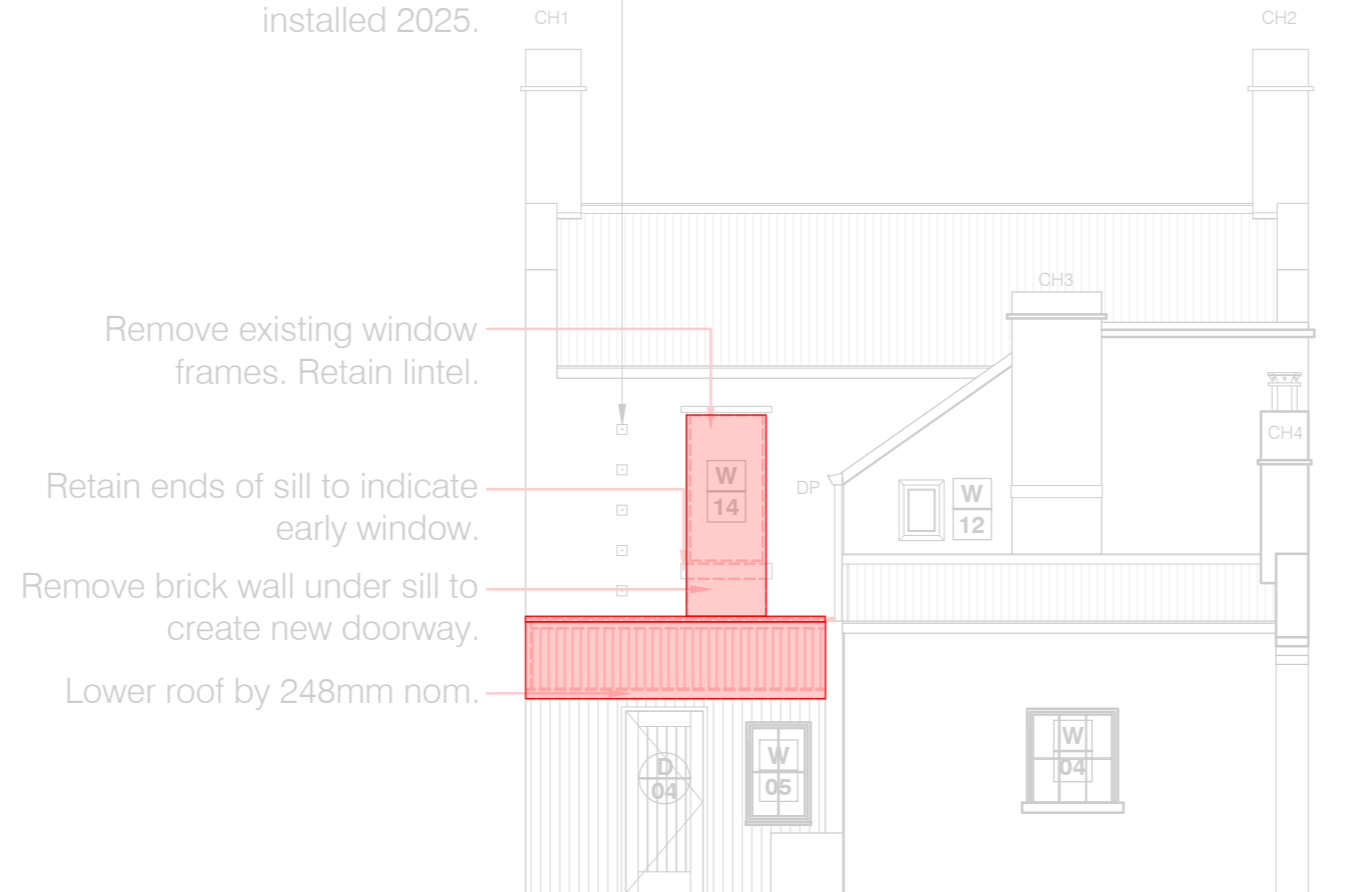 installed 2025.
CH1
CH2
CH3
Remove existing window
frames. Retain lintel.
CH4
W
14
Retain ends of sill to indicate
early window.
DP
W
12
Remove brick wall under sill to
create new doorway.
Lower roof by 248mm nom.
D
04
W
05
W
04